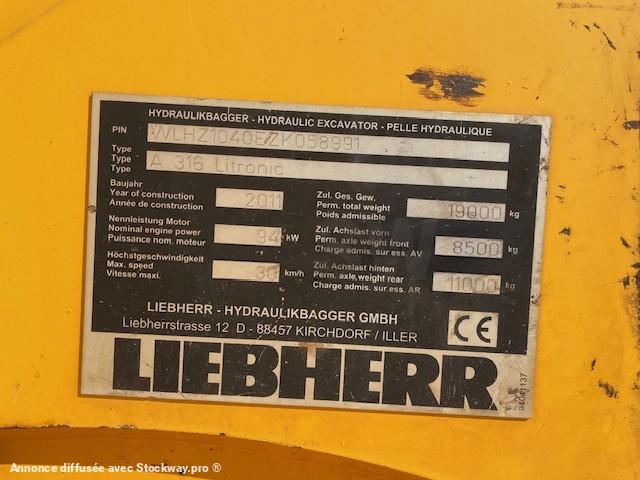 HYDRAULIKBAGGER - HYDRAULIC EXCAVATOR - PELLE HYDRAULIQUE
PIN WLHZ1040EZK058991
Type
Type A 316 Litronic
Type
Baujahr
Year of construction 2011
Année de construction
Nennleistung Motor
Nominal engine power 94 kW
Puissance nom. moteur
Höchstgeschwindigkeit
Max. speed 30 km/h
Vitesse maxi.
Zul. Ges. Gew.
Perm. total weight 19000 kg
Poids admissible
Zul. Achslast vorn
Perm. axle weight front 8500 kg
Charge admis. sur ess. AV
Zul. Achslast hinten
Perm. axle weight rear 11000 kg
Charge admis. sur ess. AR
LIEBHERR - HYDRAULIKBAGGER GMBH
Liebherrstrasse 12 D - 88457 KIRCHDORF / ILLER
CE
LIEBHERR
94041137
Annonce diffusée avec Stockway.pro ®